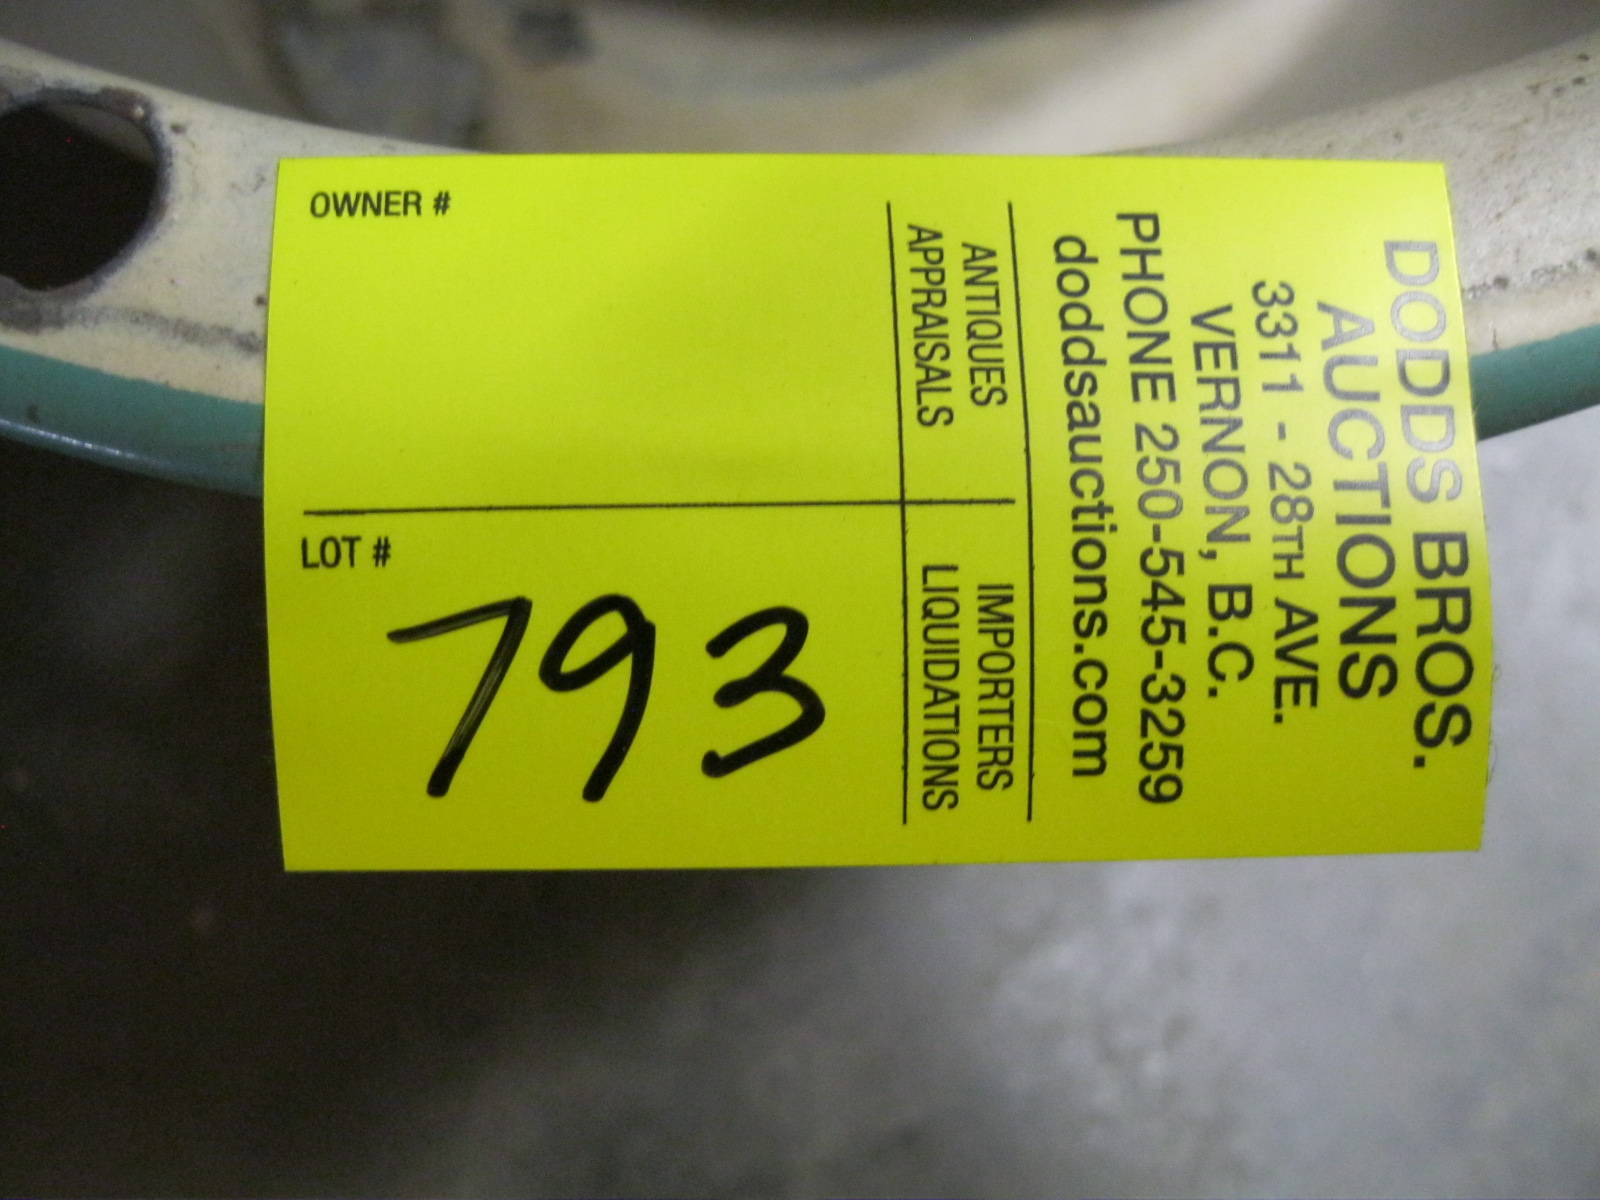 DODDS BROS.
AUCTIONS
3311 - 28TH AVE.
VERNON, B.C.
PHONE 250-545-3259
doddsauctions.com
ANTIQUES IMPORTERS
APPRAISALS LIQUIDATIONS
OWNER #
LOT #
793